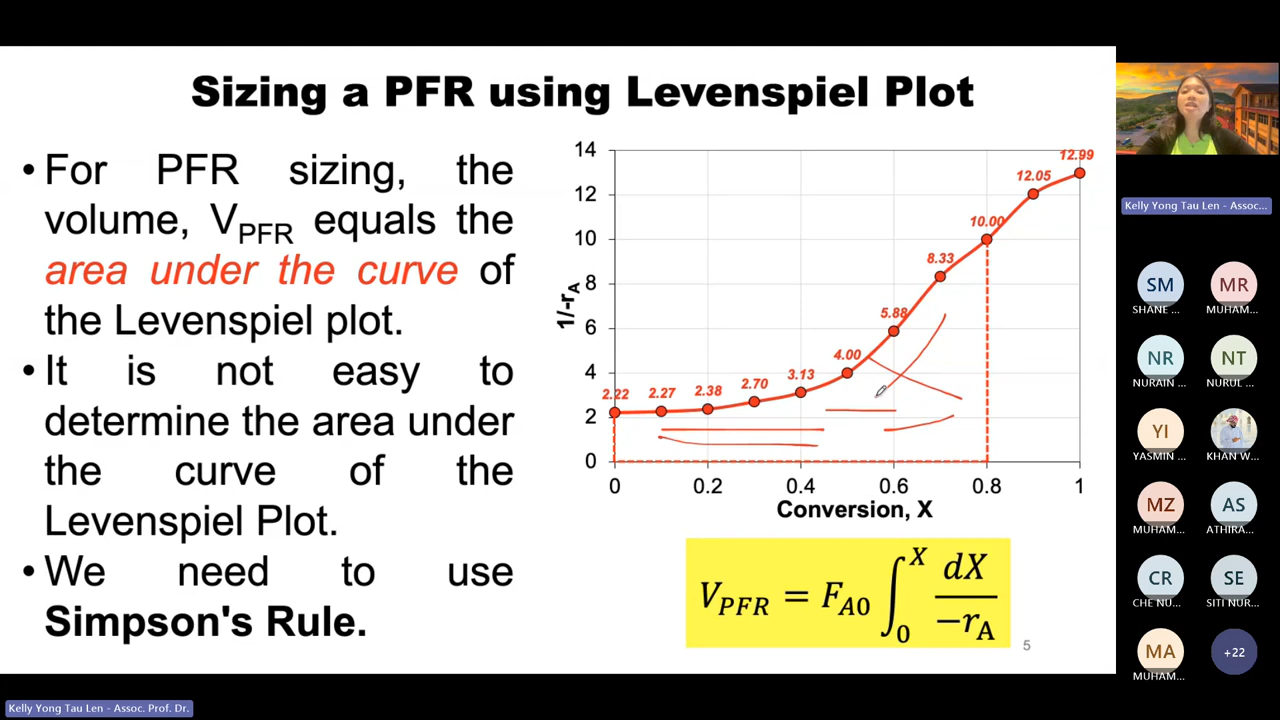 Sizing a PFR using Levenspiel Plot
• For PFR sizing, the
volume, VPFR equals the
area under the curve of
the Levenspiel plot.
• It is not easy to
determine the area under
the curve of the
Levenspiel Plot.
• We need to use
Simpson's Rule.
1/-rA
14
12
10
8
6
4
2
0
2.22
2.27
2.38
2.70
3.13
4.00
5.88
8.33
10.00
12.05
12.99
0 0.2 0.4 0.6 0.8 1
Conversion, X
VPFR = FA0 ∫0X dX/-rA
5
Kelly Yong Tau Len - Assoc...
SM
SHANE ...
MR
MUHAM...
NR
NURAIN ...
NT
NURUL ...
YI
YASMIN ...
KHAN W...
MZ
MUHAM...
AS
ATHIRA...
CR
CHE NU...
SE
SITI NUR...
MA
MUHAM...
+22
Kelly Yong Tau Len - Assoc. Prof. Dr.